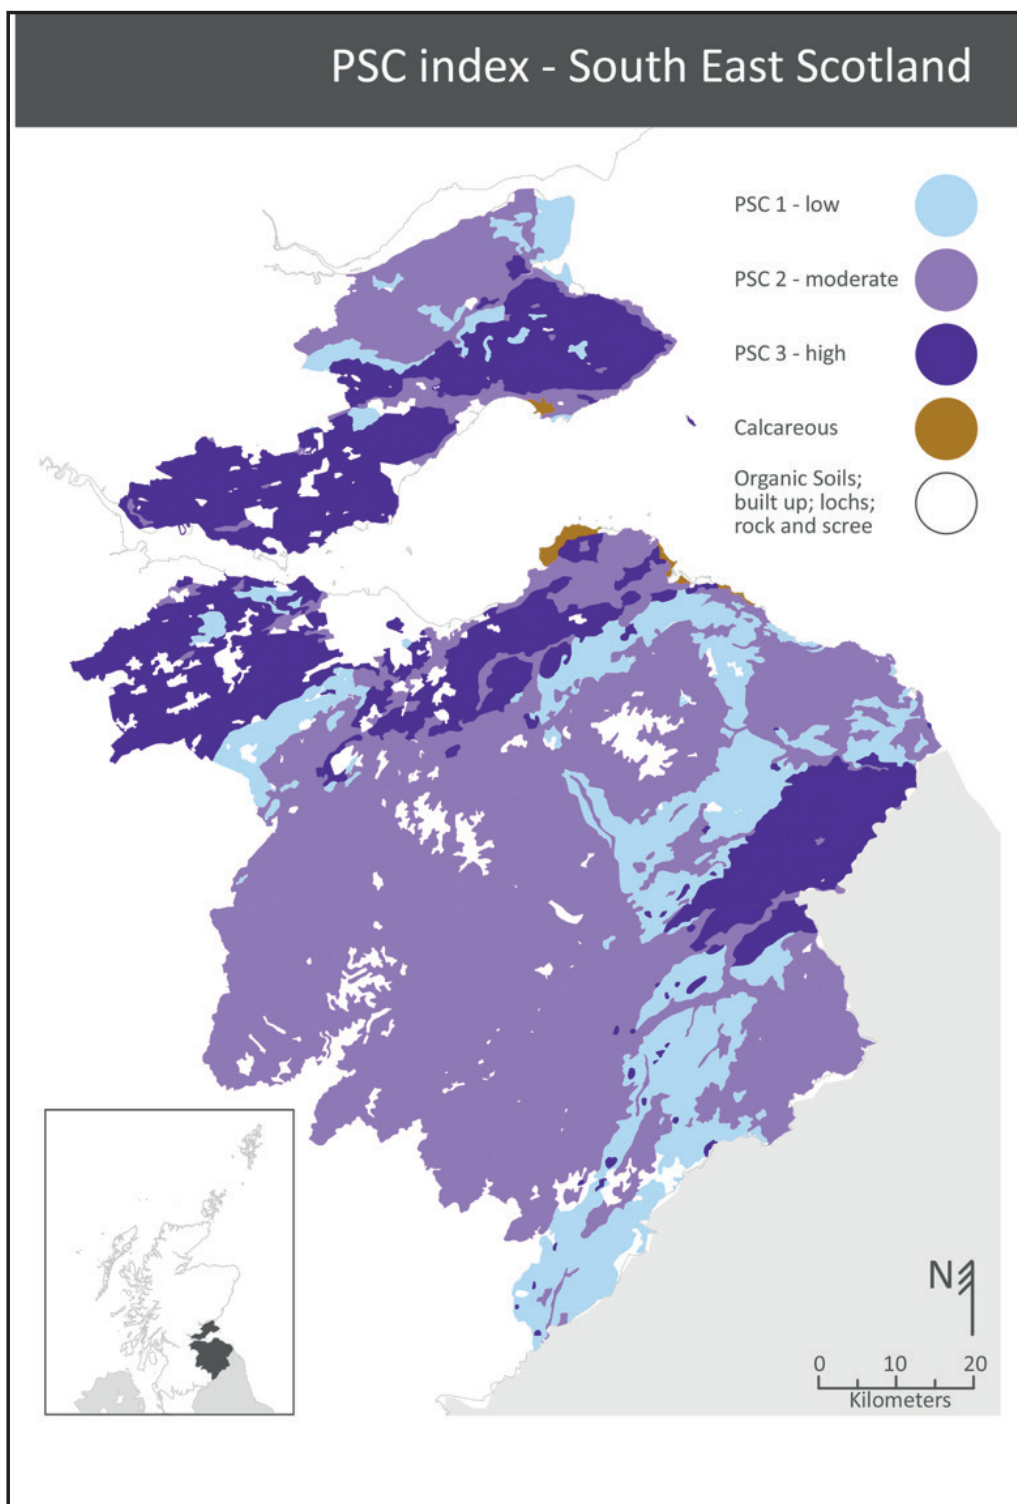 PSC index - South East Scotland
PSC 1 - low
PSC 2 - moderate
PSC 3 - high
Calcareous
Organic Soils;
built up; lochs;
rock and scree
N
0 10 20
Kilometers